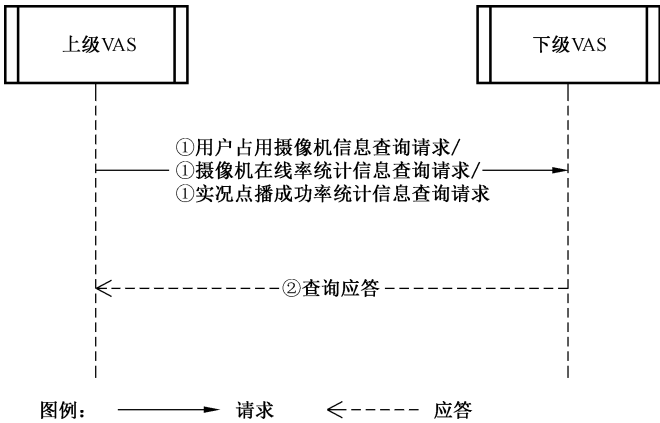 上级VAS
下级VAS
①用户占用摄像机信息查询请求/
①摄像机在线率统计信息查询请求/
①实况点播成功率统计信息查询请求
②查询应答
图例：
请求
应答